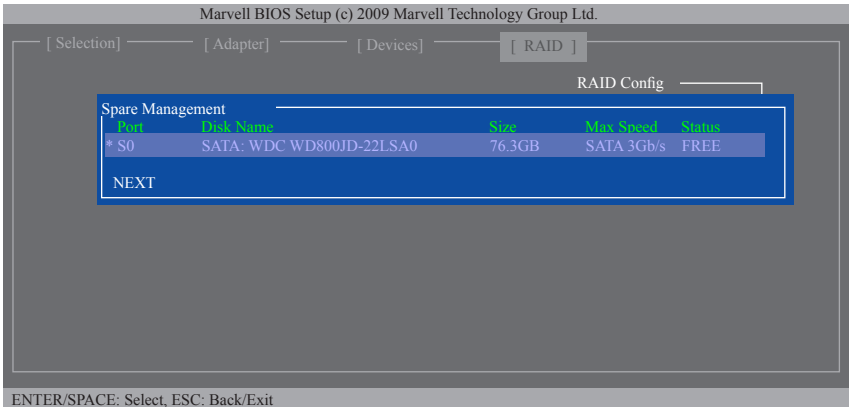 Marvell BIOS Setup (c) 2009 Marvell Technology Group Ltd.
[ Selection] [ Adapter] [ Devices] [ RAID ]
RAID Config
Spare Management
Port Disk Name Size Max Speed Status
* S0 SATA: WDC WD800JD-22LSA0 76.3GB SATA 3Gb/s FREE
NEXT
ENTER/SPACE: Select, ESC: Back/Exit